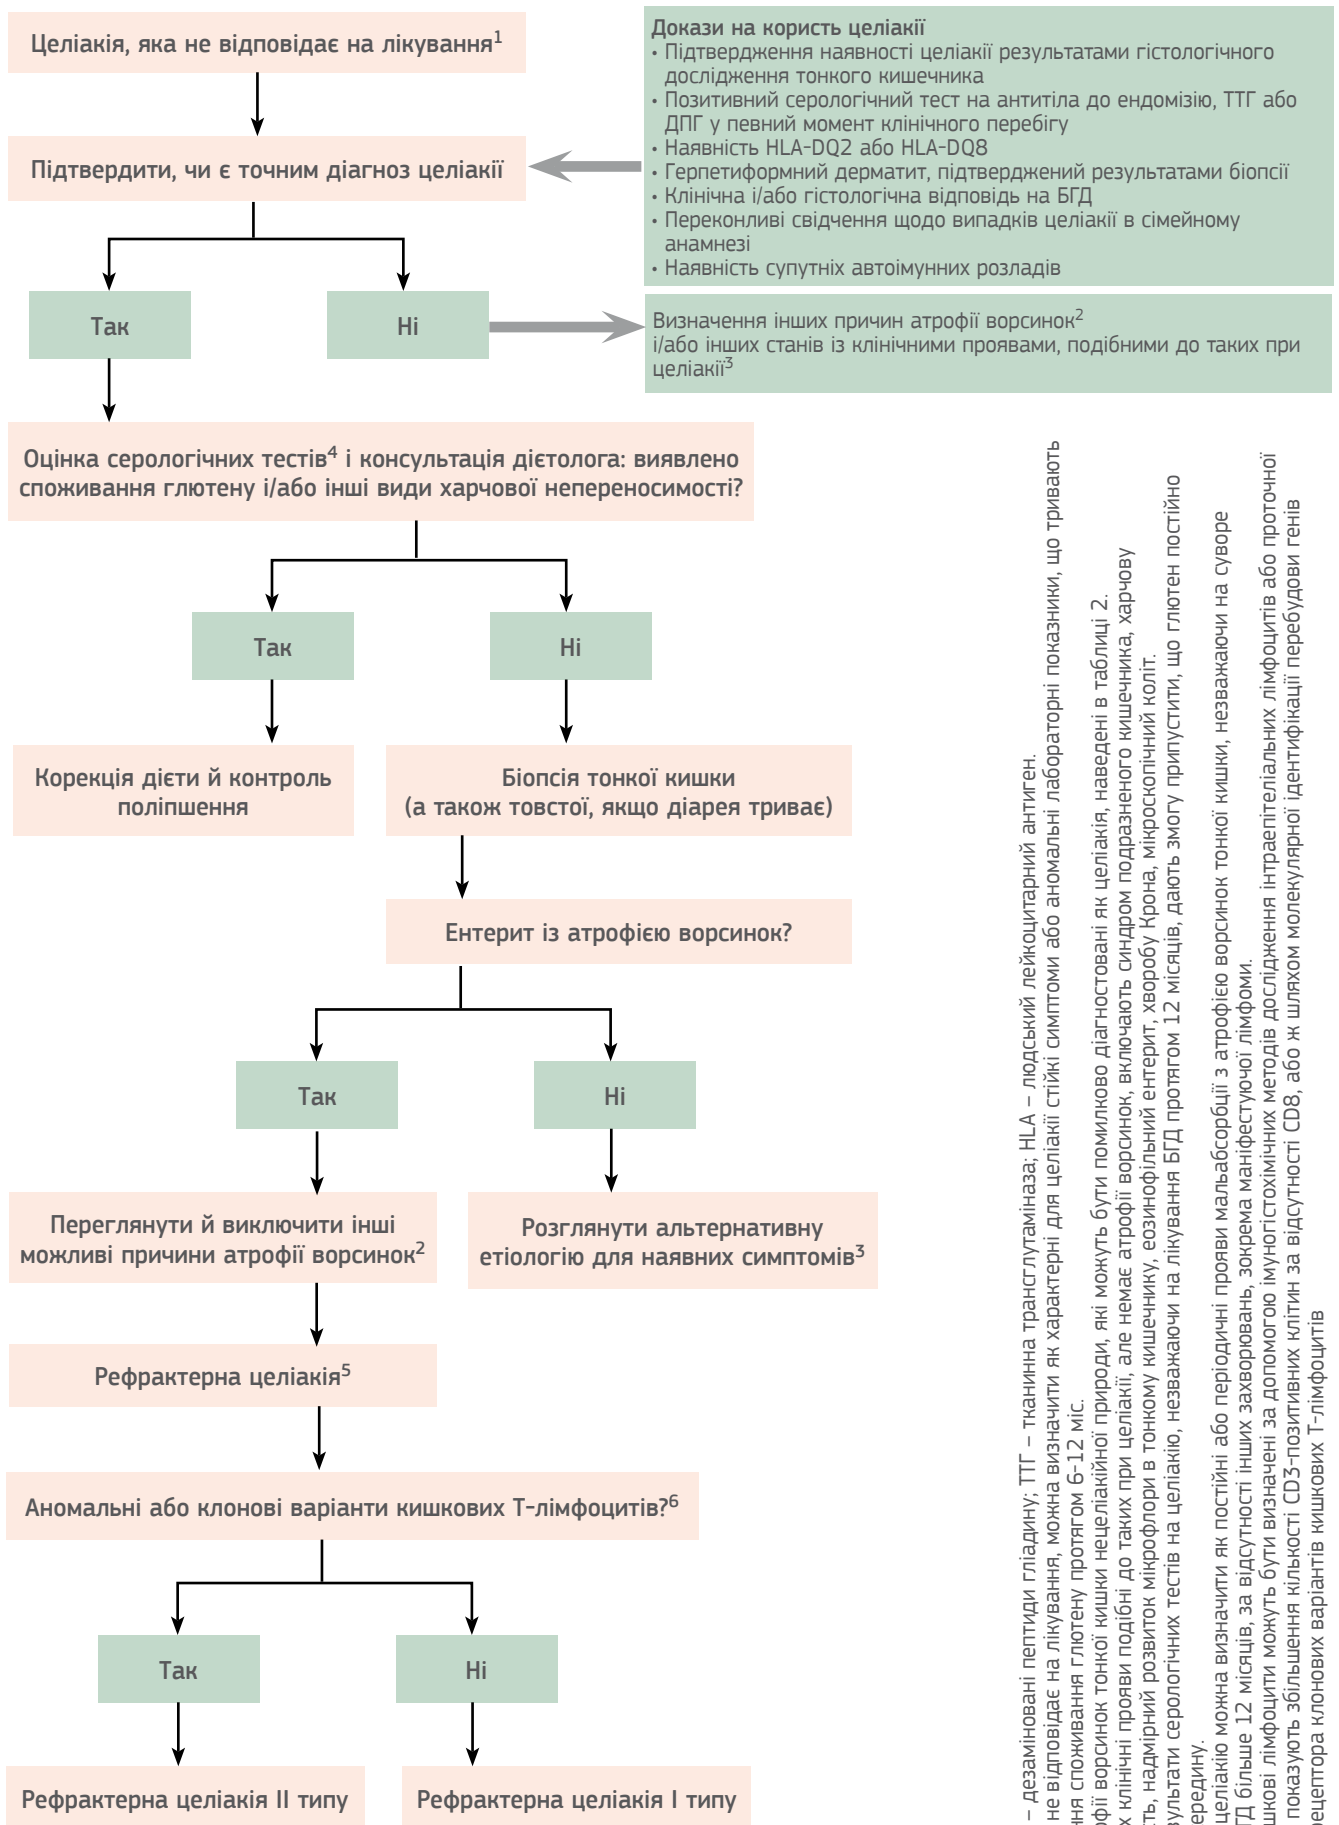 Целіакія, яка не відповідає на лікування1
Докази на користь целіакії
• Підтвердження наявності целіакії результатами гістологічного
дослідження тонкого кишечника
• Позитивний серологічний тест на антитіла до ендомізію, ТТГ або
ДПГ у певний момент клінічного перебігу
• Наявність HLA-DQ2 або HLA-DQ8
• Герпетиформний дерматит, підтверджений результатами біопсії
• Клінічна і/або гістологічна відповідь на БГД
• Переконливі свідчення щодо випадків целіакії в сімейному
анамнезі
• Наявність супутніх автоімунних розладів
Підтвердити, чи є точним діагноз целіакії
Так
Ні
Визначення інших причин атрофії ворсинок2
і/або інших станів із клінічними проявами, подібними до таких при
целіакії3
Оцінка серологічних тестів4 і консультація дієтолога: виявлено
споживання глютену і/або інші види харчової непереносимості?
Так
Ні
Корекція дієти й контроль
поліпшення
Біопсія тонкої кишки
(а також товстої, якщо діарея триває)
Ентерит із атрофією ворсинок?
Так
Ні
Переглянути й виключити інші
можливі причини атрофії ворсинок2
Розглянути альтернативну
етіологію для наявних симптомів3
Рефрактерна целіакія5
Аномальні або клонові варіанти кишкових Т-лімфоцитів?6
Так
Ні
Рефрактерна целіакія II типу
Рефрактерна целіакія I типу
– дезаміновані пептиди гліадину; ТТГ – тканинна трансглутаміназа; HLA – людський лейкоцитарний антиген.
не відповідає на лікування, можна визначити як характерні для целіакії стійкі симптоми або аномальні лабораторні показники, що тривають
споживання глютену протягом 6-12 міс.
ворсинок тонкої кишки нецеліакійної природи, які можуть бути помилково діагностовані як целіакія, наведені в таблиці 2.
клінічні прояви подібні до таких при целіакії, але немає атрофії ворсинок, включають синдром подразненого кишечника, харчову
надмірний розвиток мікрофлори в тонкому кишечнику, еозинофільний ентерит, хворобу Крона, мікроскопічний коліт.
серологічних тестів на целіакію, незважаючи на лікування БГД протягом 12 місяців, дають змогу припустити, що глютен постійно
целіакію можна визначити як постійні або періодичні прояви мальабсорбції з атрофією ворсинок тонкої кишки, незважаючи на суворе
більше 12 місяців, за відсутності інших захворювань, зокрема маніфестуючої лімфоми.
лімфоцити можуть бути визначені за допомогою імуногістохімічних методів дослідження інтраепітеліальних лімфоцитів або проточної
показують збільшення кількості CD3-позитивних клітин за відсутності CD8, або ж шляхом молекулярної ідентифікації перебудови генів
клонових варіантів кишкових Т-лімфоцитів